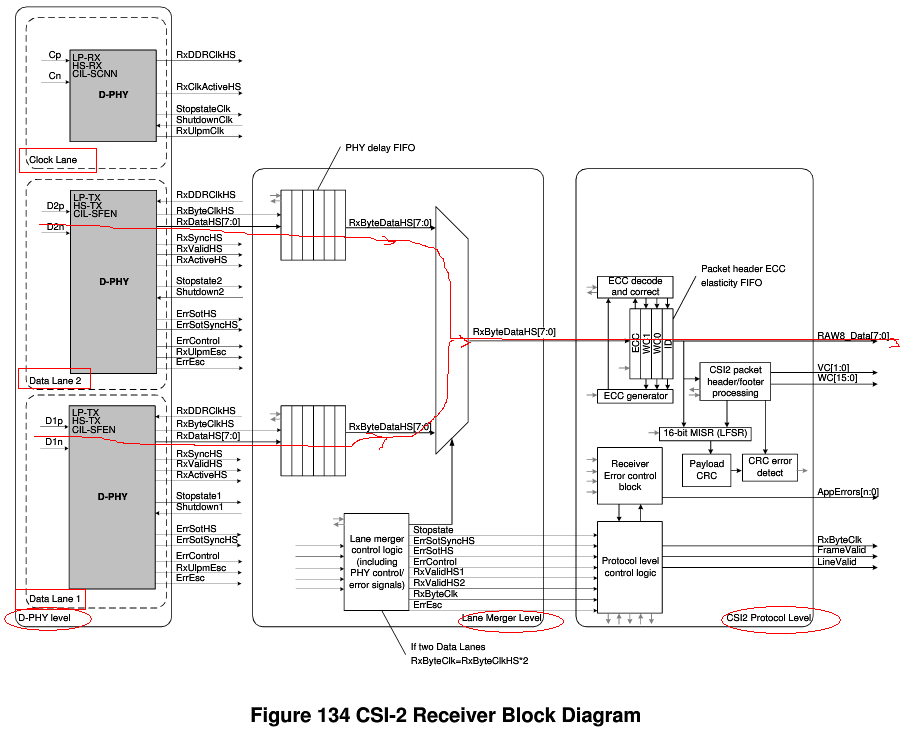 Cp
Cn
LP-RX
HS-RX
CIL-SCNN
D-PHY
RxDDRClkHS
RxClkActiveHS
StopstateClk
ShutdownClk
RxUlpmClk
Clock Lane
PHY delay FIFO
D2p
D2n
LP-TX
HS-TX
CIL-SFEN
D-PHY
RxDDRClkHS
RxByteClkHS
RxDataHS[7:0]
RxSyncHS
RxValidHS
RxActiveHS
Stopstate2
Shutdown2
ErrSotHS
ErrSotSyncHS
ErrControl
RxUlpmEsc
ErrEsc
Data Lane 2
RxByteDataHS[7:0]
RxByteDataHS[7:0]
D1p
D1n
LP-TX
HS-TX
CIL-SFEN
D-PHY
RxDDRClkHS
RxByteClkHS
RxDataHS[7:0]
RxSyncHS
RxValidHS
RxActiveHS
Stopstate1
Shutdown1
ErrSotHS
ErrSotSyncHS
ErrControl
RxUlpmEsc
ErrEsc
Data Lane 1
D-PHY level
RxByteDataHS[7:0]
Lane merger
control logic
(including
PHY control/
error signals)
Stopstate
ErrSotSyncHS
ErrSotHS
ErrControl
RxValidHS1
RxValidHS2
RxByteClk
ErrEsc
Lane Merger Level
If two Data Lanes
RxByteClk=RxByteClkHS*2
ECC decode
and correct
Packet header ECC
elasticity FIFO
ECC
WC1
WC0
ID
ECC generator
RAW8_Data[7:0]
CSI2 packet
header/footer
processing
VC[1:0]
WC[15:0]
16-bit MISR (LFSR)
Payload
CRC
CRC error
detect
Receiver
Error control
block
AppErrors[n:0]
Protocol level
control logic
RxByteClk
FrameValid
LineValid
CSI2 Protocol Level
Figure 134 CSI-2 Receiver Block Diagram